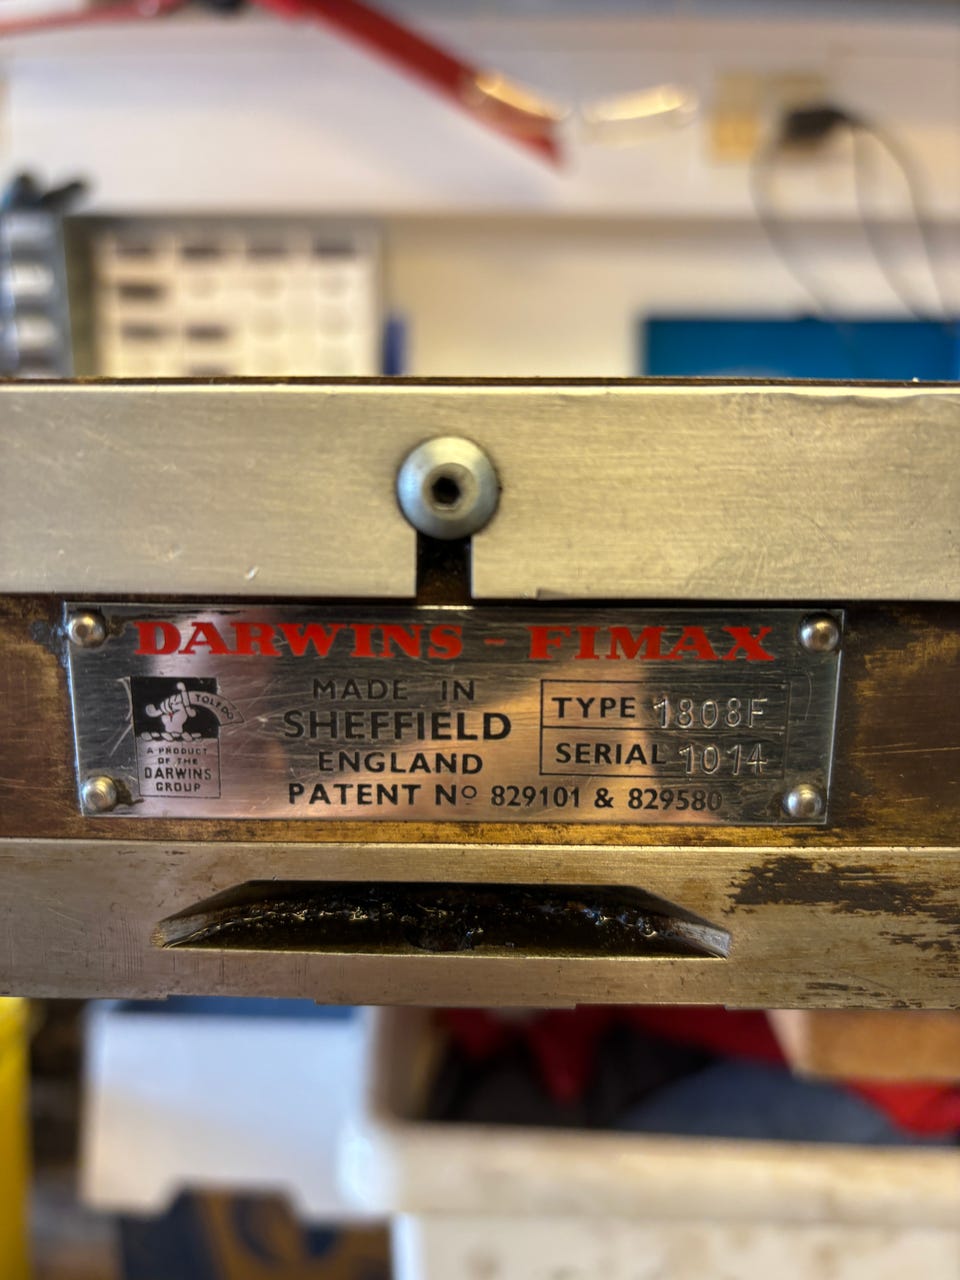 DARWINS - FIMAX
TOLEDO
A PRODUCT
OF THE
DARWINS
GROUP
MADE IN
SHEFFIELD
ENGLAND
PATENT Nº 829101 & 829580
TYPE 1808F
SERIAL 1014